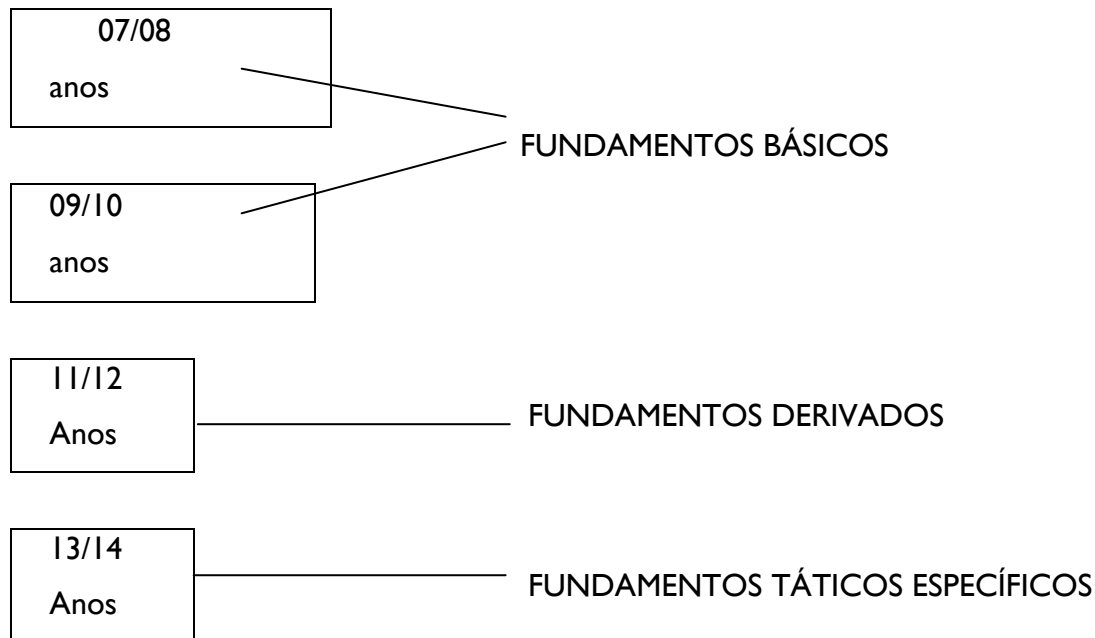 07/08
anos
FUNDAMENTOS BÁSICOS
09/10
anos
11/12
Anos
FUNDAMENTOS DERIVADOS
13/14
Anos
FUNDAMENTOS TÁTICOS ESPECÍFICOS